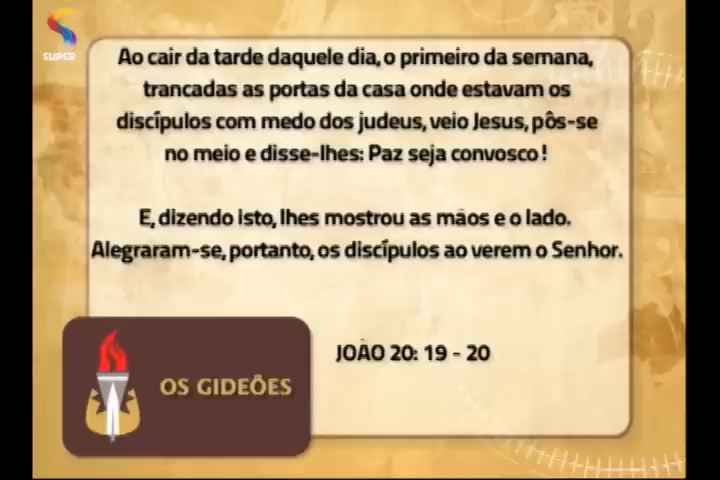 SUPER
Ao cair da tarde daquele dia, o primeiro da semana,
trancadas as portas da casa onde estavam os
discípulos com medo dos judeus, veio Jesus, pôs-se
no meio e disse-lhes: Paz seja convosco!
E, dizendo isto, lhes mostrou as mãos e o lado.
Alegraram-se, portanto, os discípulos ao verem o Senhor.
JOÃO 20: 19 - 20
OS GIDEÕES